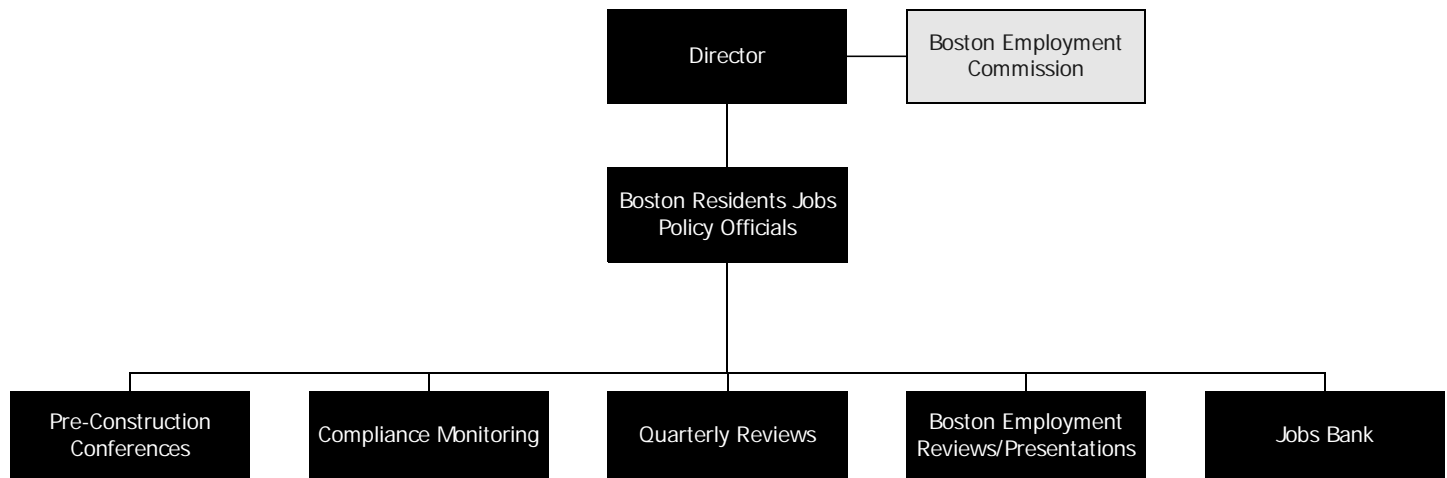 Director
Boston Employment
Commission
Boston Residents Jobs
Policy Officials
Pre-Construction
Conferences
Compliance Monitoring
Quarterly Reviews
Boston Employment
Reviews/Presentations
Jobs Bank